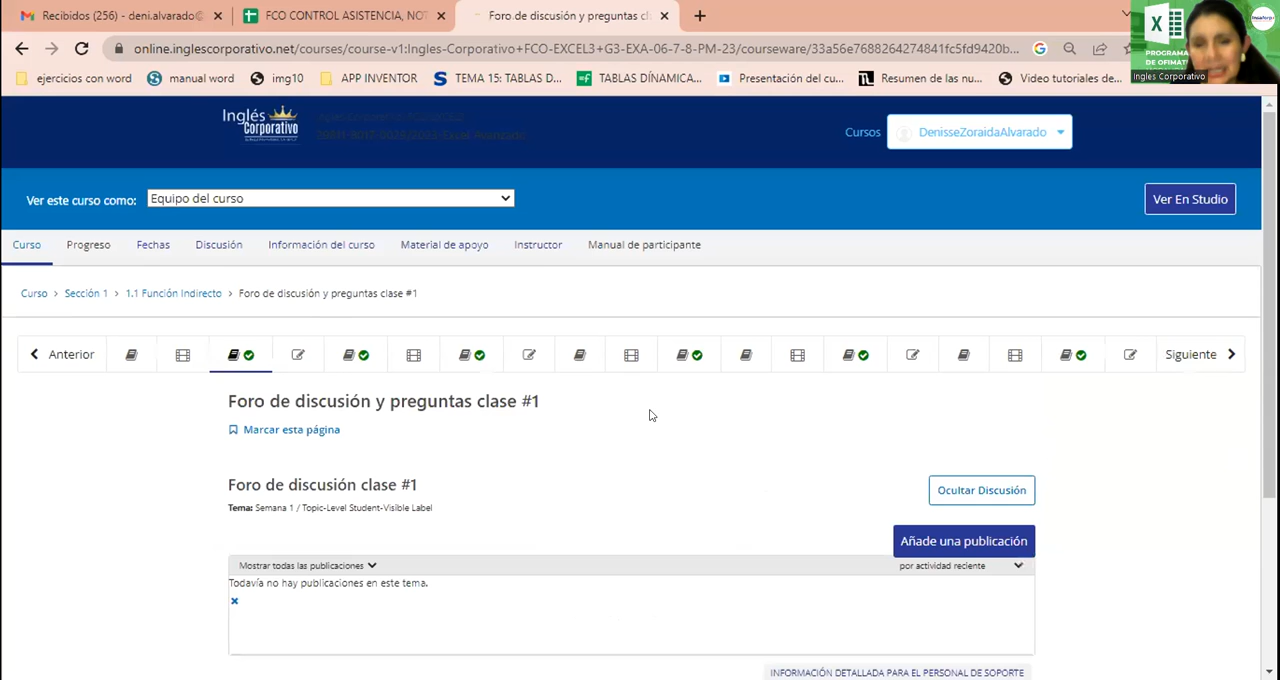 Recibidos (256) - deni.alvarado@
FCO CONTROL ASISTENCIA, NOT
Foro de discusión y preguntas cl
online.inglescorporativo.net/courses/course-v1:Ingles-Corporativo+FCO-EXCEL3+G3-EXA-06-7-8-PM-23/courseware/33a56e7688264274841fc5fd9420b...
ejercicios con word
manual word
img10
APP INVENTOR
TEMA 15: TABLAS D...
TABLAS DÍNAMICA...
Presentación del cu...
Resumen de las nu...
Video tutoriales de...
PROGRAMA
DE OFIMÁT
Ingles Corporativo
Inglés
Corporativo
Cursos
DenisseZoraidaAlvarado
Ver este curso como:
Equipo del curso
Ver En Studio
Curso
Progreso
Fechas
Discusión
Información del curso
Material de apoyo
Instructor
Manual de participante
Curso > Sección 1 > 1.1 Función Indirecto > Foro de discusión y preguntas clase #1
Anterior
Siguiente
Foro de discusión y preguntas clase #1
Marcar esta página
Foro de discusión clase #1
Ocultar Discusión
Tema: Semana 1 / Topic-Level Student-Visible Label
Añade una publicación
Mostrar todas las publicaciones
por actividad reciente
Todavía no hay publicaciones en este tema.
INFORMACIÓN DETALLADA PARA EL PERSONAL DE SOPORTE